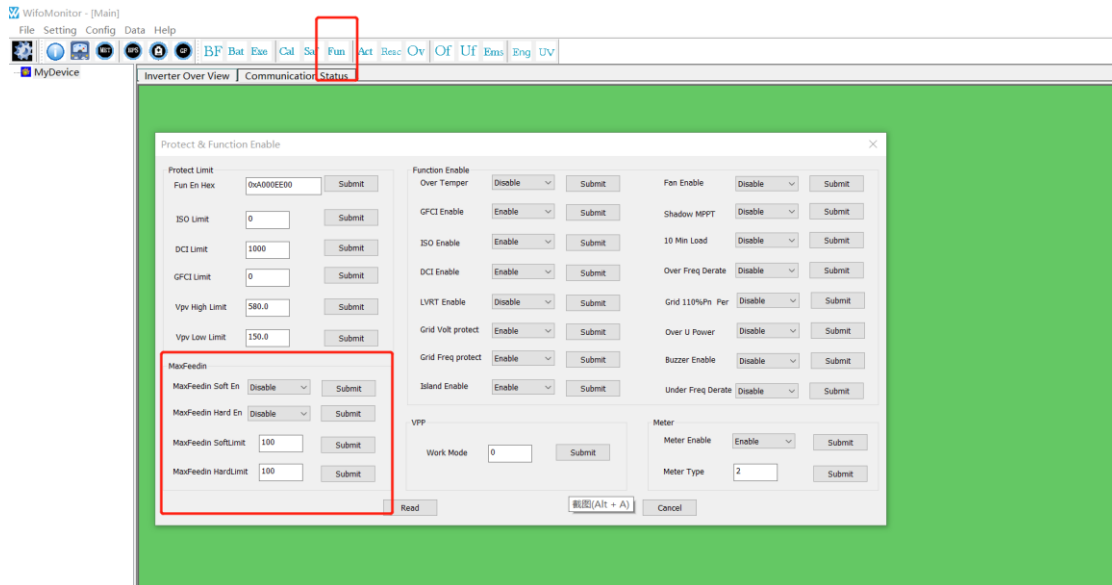 WifoMonitor - [Main]
File Setting Config Data Help
BF Bat Exe Cal Saf Fun Act Resc Ov Of Uf Ems Eng UV
MyDevice
Inverter Over View Communication Status
Protect & Function Enable
Protect Limit
Fun En Hex 0xA000EE00 Submit
ISO Limit 0 Submit
DCI Limit 1000 Submit
GFCI Limit 0 Submit
Vpv High Limit 580.0 Submit
Vpv Low Limit 150.0 Submit
MaxFeedin
MaxFeedin Soft En Disable Submit
MaxFeedin Hard En Disable Submit
MaxFeedin SoftLimit 100 Submit
MaxFeedin HardLimit 100 Submit
Function Enable
Over Temper Disable Submit
GFCI Enable Enable Submit
ISO Enable Enable Submit
DCI Enable Enable Submit
LVRT Enable Disable Submit
Grid Volt protect Enable Submit
Grid Freq protect Enable Submit
Island Enable Enable Submit
Fan Enable Disable Submit
Shadow MPPT Disable Submit
10 Min Load Disable Submit
Over Freq Derate Disable Submit
Grid 110%Pn Per Disable Submit
Over U Power Disable Submit
Buzzer Enable Disable Submit
Under Freq Derate Disable Submit
VPP
Work Mode 0 Submit
Meter
Meter Enable Enable Submit
Meter Type 2 Submit
Read 截图(Alt + A) Cancel